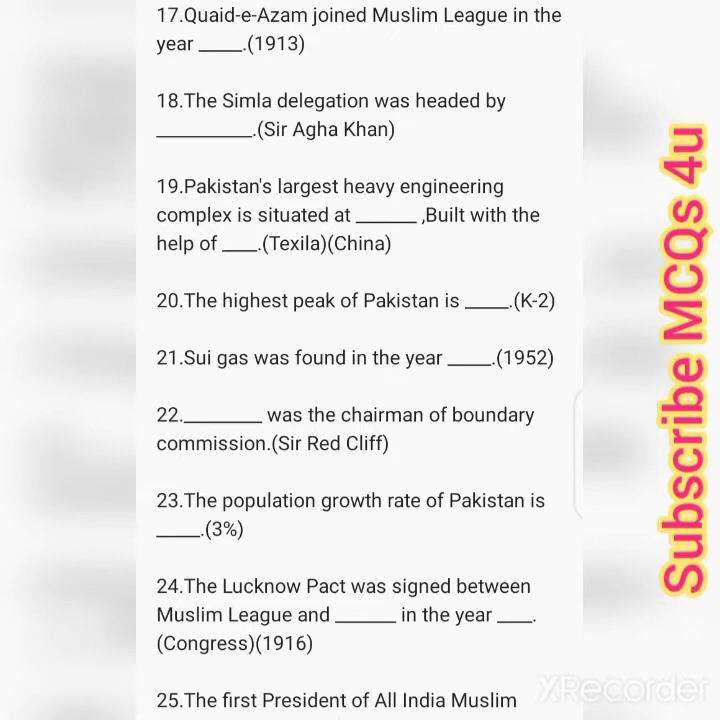 17.Quaid-e-Azam joined Muslim League in the
year _____.(1913)
18.The Simla delegation was headed by
___________.(Sir Agha Khan)
19.Pakistan's largest heavy engineering
complex is situated at _______ ,Built with the
help of ____.(Texila)(China)
20.The highest peak of Pakistan is _____.(K-2)
21.Sui gas was found in the year _____.(1952)
22._________ was the chairman of boundary
commission.(Sir Red Cliff)
23.The population growth rate of Pakistan is
_____.(3%)
24.The Lucknow Pact was signed between
Muslim League and _______ in the year ____.
(Congress)(1916)
25.The first President of All India Muslim
Subscribe MCQs 4u
XRecorder